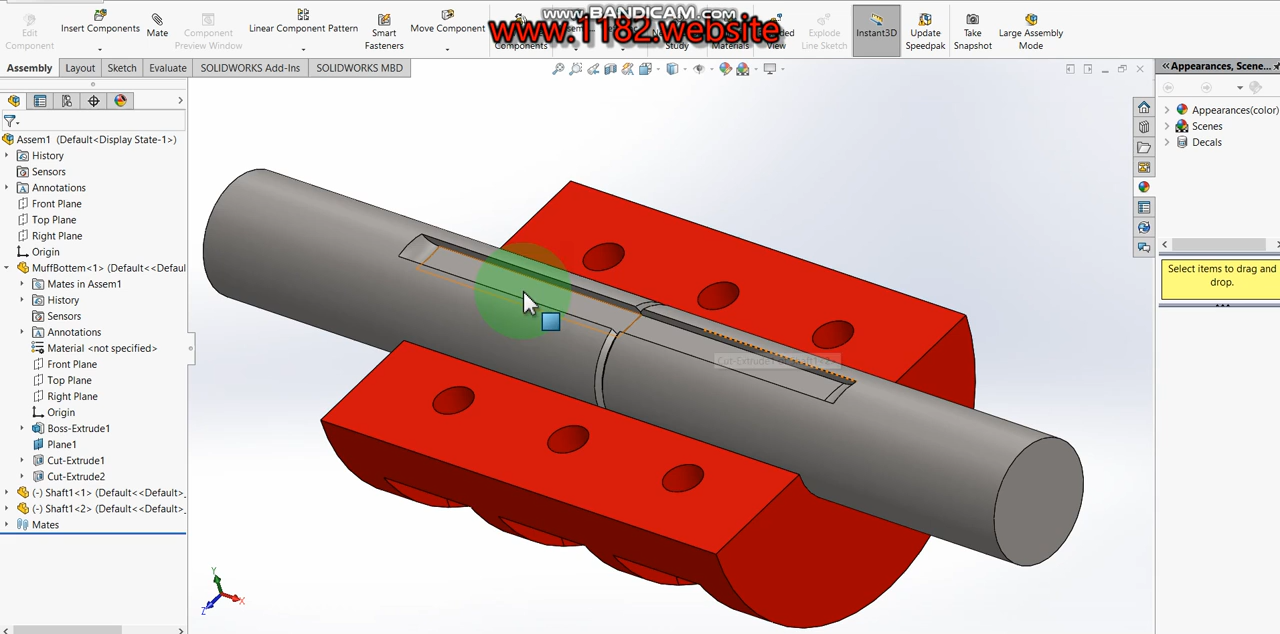 www.BANDICAM.com
www.1182.website
Edit Component
Insert Components
Mate
Component Preview Window
Linear Component Pattern
Smart Fasteners
Move Component
Components
Study
Materials
View
Explode Line Sketch
Instant3D
Update Speedpak
Take Snapshot
Large Assembly Mode
Assembly
Layout
Sketch
Evaluate
SOLIDWORKS Add-Ins
SOLIDWORKS MBD
Appearances, Scene...
Assem1 (Default<Display State-1>)
History
Sensors
Annotations
Front Plane
Top Plane
Right Plane
Origin
MuffBottem<1> (Default<<Defaul
Mates in Assem1
History
Sensors
Annotations
Material <not specified>
Front Plane
Top Plane
Right Plane
Origin
Boss-Extrude1
Plane1
Cut-Extrude1
Cut-Extrude2
(-) Shaft1<1> (Default<<Default>_
(-) Shaft1<2> (Default<<Default>_
Mates
Appearances(color)
Scenes
Decals
Select items to drag and
drop.
Y
X
Z